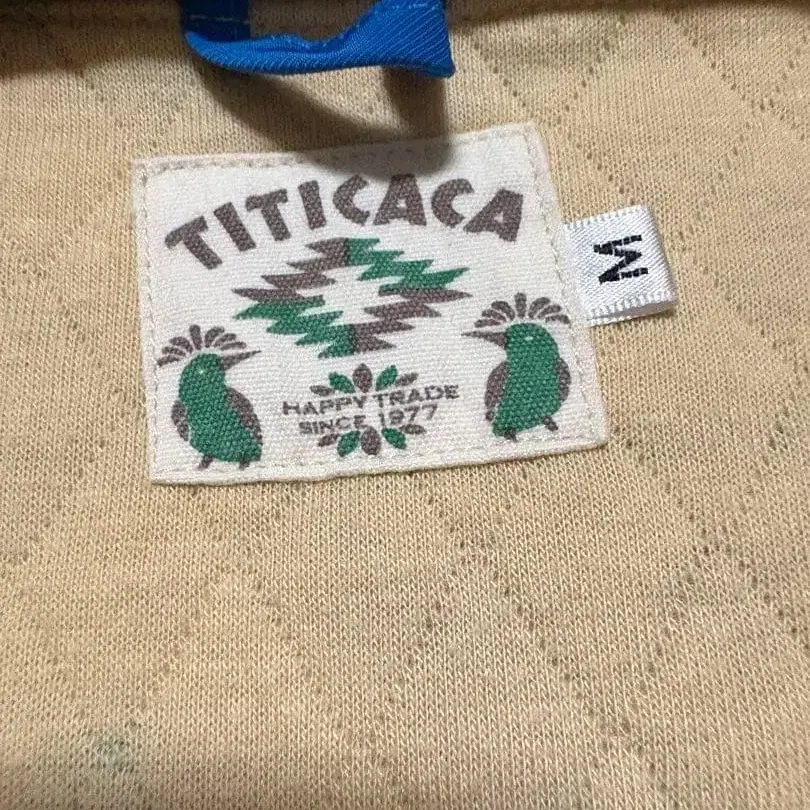 TITICACA
M
HAPPY TRADE
SINCE 1977